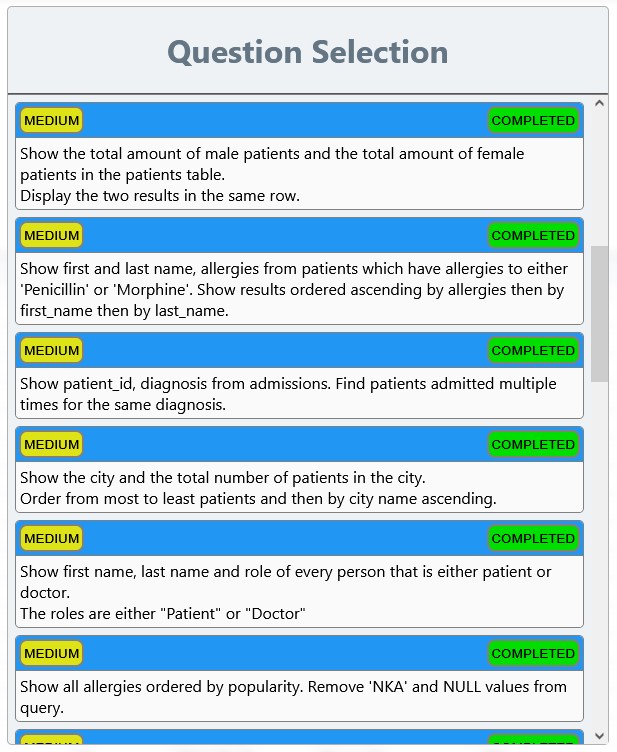 Question Selection
MEDIUM COMPLETED
Show the total amount of male patients and the total amount of female
patients in the patients table.
Display the two results in the same row.
MEDIUM COMPLETED
Show first and last name, allergies from patients which have allergies to either
'Penicillin' or 'Morphine'. Show results ordered ascending by allergies then by
first_name then by last_name.
MEDIUM COMPLETED
Show patient_id, diagnosis from admissions. Find patients admitted multiple
times for the same diagnosis.
MEDIUM COMPLETED
Show the city and the total number of patients in the city.
Order from most to least patients and then by city name ascending.
MEDIUM COMPLETED
Show first name, last name and role of every person that is either patient or
doctor.
The roles are either "Patient" or "Doctor"
MEDIUM COMPLETED
Show all allergies ordered by popularity. Remove 'NKA' and NULL values from
query.
MEDIUM COMPLETED